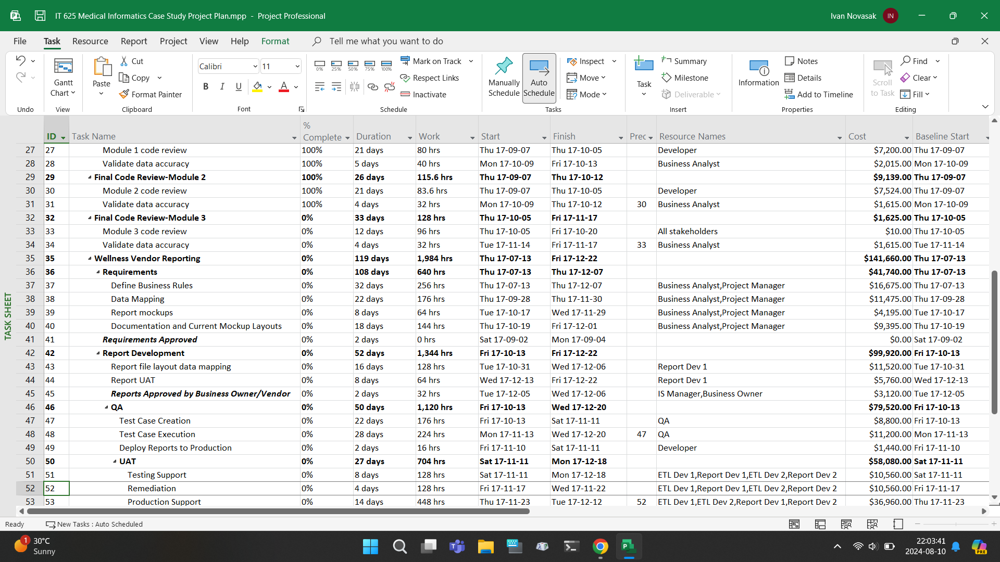 IT 625 Medical Informatics Case Study Project Plan.mpp - Project Professional
Ivan Novasak IN
File Task Resource Report Project View Help Format Tell me what you want to do
Undo
Gantt Chart
View
Paste
Cut
Copy
Format Painter
Clipboard
Calibri 11
B I U A
Font
0% 25% 50% 75% 100%
Mark on Track
Respect Links
Inactivate
Schedule
Manually Schedule
Auto Schedule
Inspect
Move
Mode
Tasks
Task
Summary
Milestone
Deliverable
Insert
Information
Notes
Details
Add to Timeline
Properties
Scroll to Task
Find
Clear
Fill
Editing
ID Task Name % Complete Duration Work Start Finish Prec Resource Names Cost Baseline Start
27 27 Module 1 code review 100% 21 days 80 hrs Thu 17-09-07 Thu 17-10-05 Developer $7,200.00 Thu 17-09-07
28 28 Validate data accuracy 100% 5 days 40 hrs Mon 17-10-09 Fri 17-10-13 Business Analyst $2,015.00 Mon 17-10-09
29 29 Final Code Review-Module 2 100% 26 days 115.6 hrs Thu 17-09-07 Thu 17-10-12 $9,139.00 Thu 17-09-07
30 30 Module 2 code review 100% 21 days 83.6 hrs Thu 17-09-07 Thu 17-10-05 Developer $7,524.00 Thu 17-09-07
31 31 Validate data accuracy 100% 4 days 32 hrs Mon 17-10-09 Thu 17-10-12 30 Business Analyst $1,615.00 Mon 17-10-09
32 32 Final Code Review-Module 3 0% 33 days 128 hrs Thu 17-10-05 Fri 17-11-17 $1,625.00 Thu 17-10-05
33 33 Module 3 code review 0% 12 days 96 hrs Thu 17-10-05 Fri 17-10-20 All stakeholders $10.00 Thu 17-10-05
34 34 Validate data accuracy 0% 4 days 32 hrs Tue 17-11-14 Fri 17-11-17 33 Business Analyst $1,615.00 Tue 17-11-14
35 35 Wellness Vendor Reporting 0% 119 days 1,984 hrs Thu 17-07-13 Fri 17-12-22 $141,660.00 Thu 17-07-13
36 36 Requirements 0% 108 days 640 hrs Thu 17-07-13 Thu 17-12-07 $41,740.00 Thu 17-07-13
37 37 Define Business Rules 0% 32 days 256 hrs Thu 17-07-13 Thu 17-12-07 Business Analyst,Project Manager $16,675.00 Thu 17-07-13
38 38 Data Mapping 0% 22 days 176 hrs Thu 17-09-28 Thu 17-11-30 Business Analyst,Project Manager $11,475.00 Thu 17-09-28
39 39 Report mockups 0% 8 days 64 hrs Tue 17-10-17 Wed 17-11-29 Business Analyst,Project Manager $4,195.00 Tue 17-10-17
40 40 Documentation and Current Mockup Layouts 0% 18 days 144 hrs Thu 17-10-19 Fri 17-12-01 Business Analyst,Project Manager $9,395.00 Thu 17-10-19
41 41 Requirements Approved 0% 2 days 0 hrs Sat 17-09-02 Mon 17-09-04 $0.00 Sat 17-09-02
42 42 Report Development 0% 52 days 1,344 hrs Fri 17-10-13 Fri 17-12-22 $99,920.00 Fri 17-10-13
43 43 Report file layout data mapping 0% 16 days 128 hrs Tue 17-10-31 Wed 17-12-06 Report Dev 1 $11,520.00 Tue 17-10-31
44 44 Report UAT 0% 8 days 64 hrs Wed 17-12-13 Fri 17-12-22 Report Dev 1 $5,760.00 Wed 17-12-13
45 45 Reports Approved by Business Owner/Vendor 0% 2 days 32 hrs Tue 17-12-05 Wed 17-12-06 IS Manager,Business Owner $3,120.00 Tue 17-12-05
46 46 QA 0% 50 days 1,120 hrs Fri 17-10-13 Wed 17-12-20 $79,520.00 Fri 17-10-13
47 47 Test Case Creation 0% 22 days 176 hrs Fri 17-10-13 Sat 17-11-11 QA $8,800.00 Fri 17-10-13
48 48 Test Case Execution 0% 28 days 224 hrs Mon 17-11-13 Wed 17-12-20 47 QA $11,200.00 Mon 17-11-13
49 49 Deploy Reports to Production 0% 2 days 16 hrs Fri 17-11-10 Sat 17-11-11 Developer $1,440.00 Fri 17-11-10
50 50 UAT 0% 27 days 704 hrs Sat 17-11-11 Mon 17-12-18 $58,080.00 Sat 17-11-11
51 51 Testing Support 0% 8 days 128 hrs Sat 17-11-11 Mon 17-12-18 ETL Dev 1,Report Dev 1,ETL Dev 2,Report Dev 2 $10,560.00 Sat 17-11-11
52 52 Remediation 0% 4 days 128 hrs Fri 17-11-17 Wed 17-11-22 ETL Dev 1,Report Dev 1,ETL Dev 2,Report Dev 2 $10,560.00 Fri 17-11-17
53 53 Production Support 0% 14 days 448 hrs Thu 17-11-23 Tue 17-12-12 52 ETL Dev 1,ETL Dev 2,Report Dev 1,Report Dev 2 $36,960.00 Thu 17-11-23
TASK SHEET
Ready New Tasks : Auto Scheduled
1 30°C
Sunny
22:03:41
2024-08-10
PRE